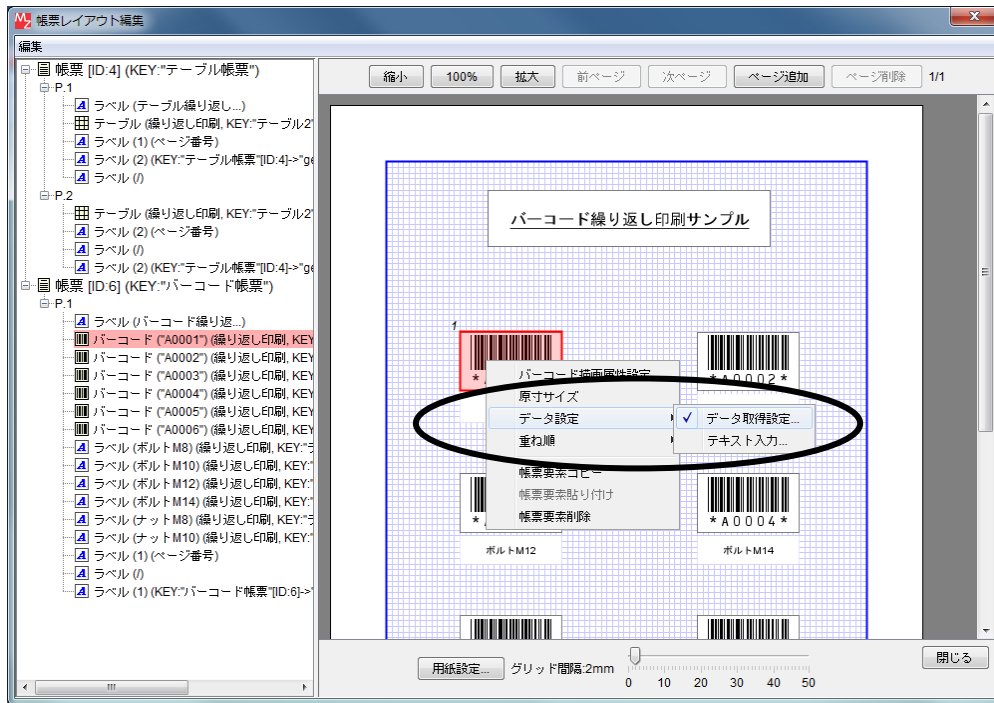 帳票レイアウト編集
編集
帳票 [ID:4] (KEY:"テーブル帳票")
P.1
ラベル (テーブル繰り返し...)
テーブル (繰り返し印刷, KEY:"テーブル2"
ラベル (1) (ページ番号)
ラベル (2) (KEY:"テーブル帳票"[ID:4]->"ge
ラベル (/)
P.2
テーブル (繰り返し印刷, KEY:"テーブル2"
ラベル (2) (ページ番号)
ラベル (/)
ラベル (2) (KEY:"テーブル帳票"[ID:4]->"ge
帳票 [ID:6] (KEY:"バーコード帳票")
P.1
ラベル (バーコード繰り返...)
バーコード ("A0001") (繰り返し印刷, KEY
バーコード ("A0002") (繰り返し印刷, KEY
バーコード ("A0003") (繰り返し印刷, KEY
バーコード ("A0004") (繰り返し印刷, KEY
バーコード ("A0005") (繰り返し印刷, KEY
バーコード ("A0006") (繰り返し印刷, KEY
ラベル (ボルトM8) (繰り返し印刷, KEY:"テ
ラベル (ボルトM10) (繰り返し印刷, KEY:"
ラベル (ボルトM12) (繰り返し印刷, KEY:"
ラベル (ボルトM14) (繰り返し印刷, KEY:"
ラベル (ナットM8) (繰り返し印刷, KEY:"テ
ラベル (ナットM10) (繰り返し印刷, KEY:"
ラベル (1) (ページ番号)
ラベル (/)
ラベル (1) (KEY:"バーコード帳票"[ID:6]->"
縮小 100% 拡大 前ページ 次ページ ページ追加 ページ削除 1/1
バーコード繰り返し印刷サンプル
1
*A0002*
バーコード描画属性設定...
原寸サイズ
データ設定
重ね順
帳票要素コピー
帳票要素貼り付け
帳票要素削除
データ取得設定...
テキスト入力...
*A0004*
ボルトM12 ボルトM14
用紙設定... グリッド間隔:2mm
0 10 20 30 40 50
閉じる